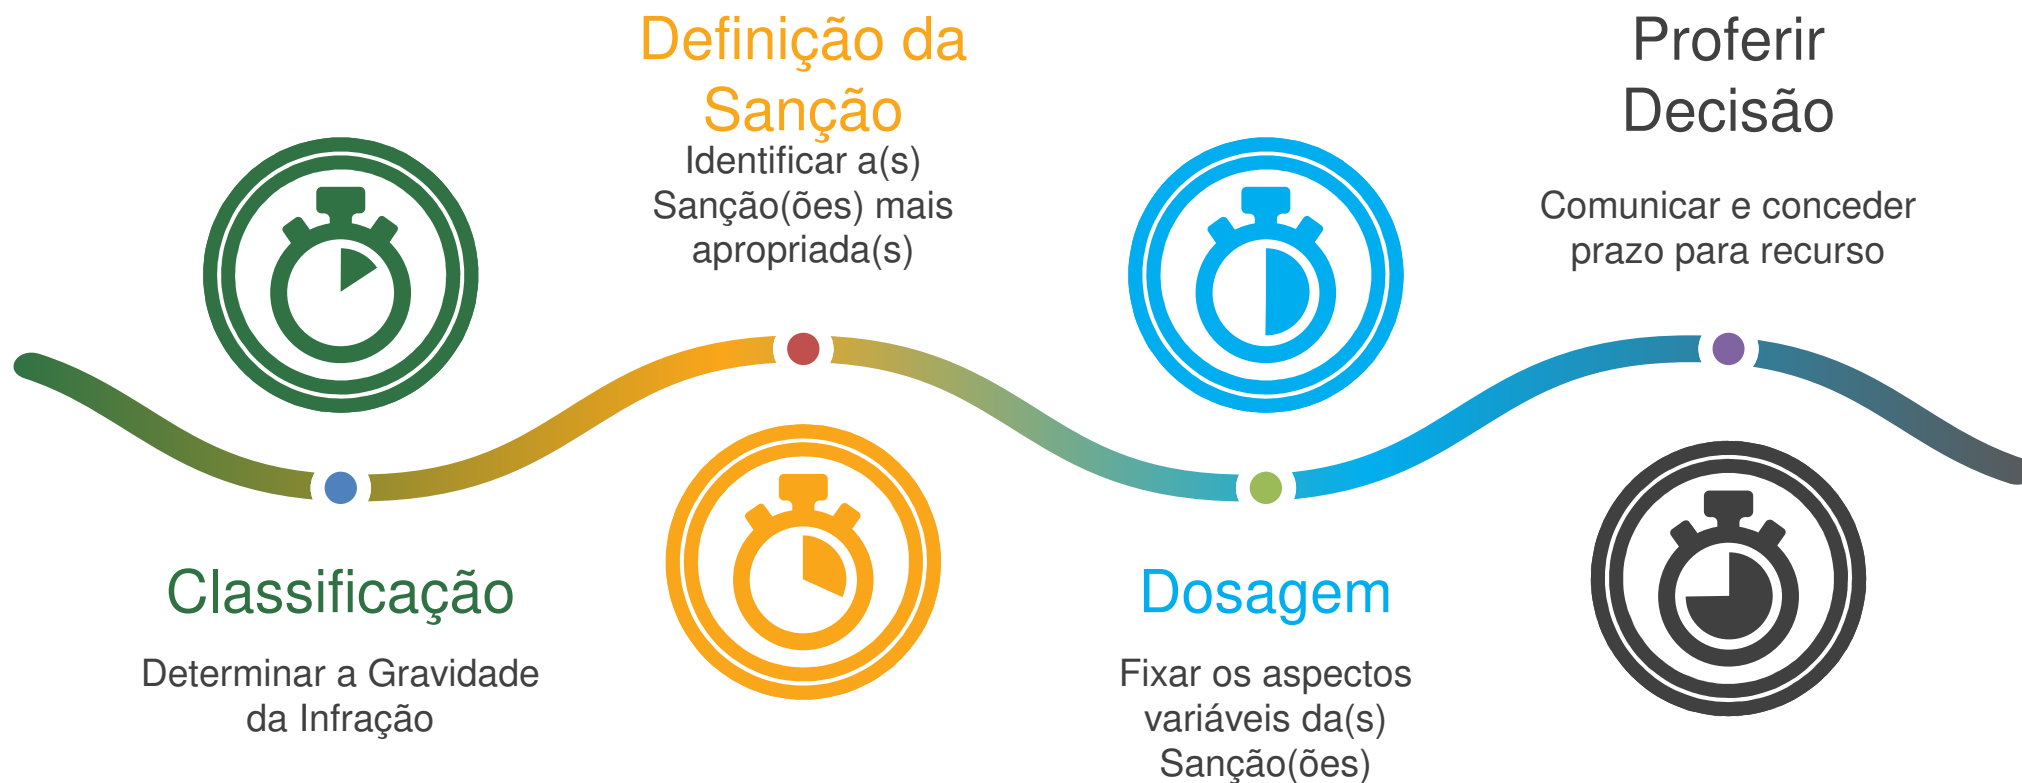 Classificação
Determinar a Gravidade
da Infração
Definição da
Sanção
Identificar a(s)
Sanção(ões) mais
apropriada(s)
Dosagem
Fixar os aspectos
variáveis da(s)
Sanção(ões)
Proferir
Decisão
Comunicar e conceder
prazo para recurso